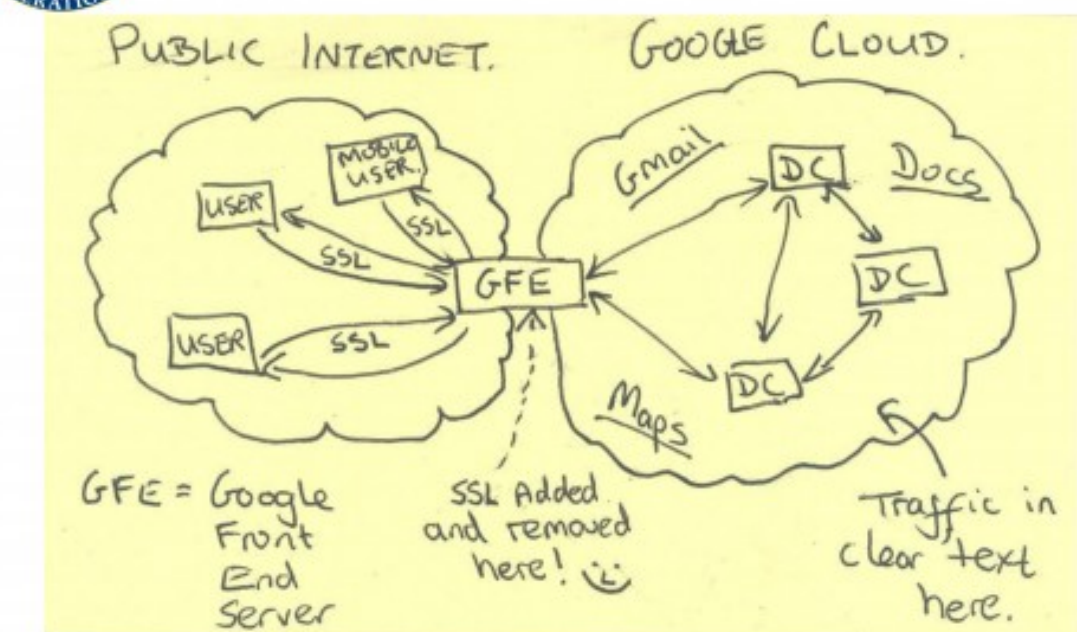 ERATIO
PUBLIC INTERNET.
GOOGLE CLOUD.
MOBILE
USER.
USER
SSL
SSL
USER
SSL
GFE
Gmail
DC
Docs
DC
DC
Maps
GFE = Google
Front
End
Server
SSL Added
and removed
here!
Traffic in
clear text
here.